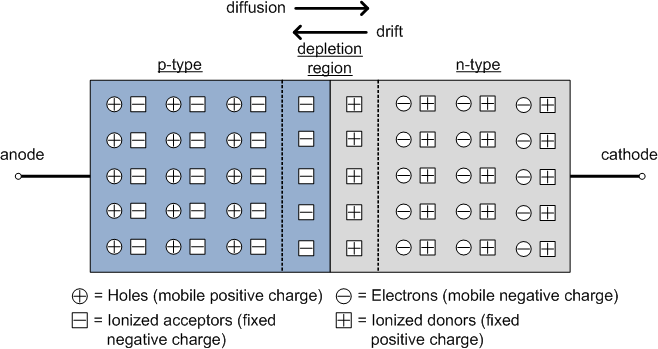 diffusion
drift
depletion
region
p-type
n-type
anode
cathode
= Holes (mobile positive charge)
= Electrons (mobile negative charge)
= Ionized acceptors (fixed
negative charge)
= Ionized donors (fixed
positive charge)